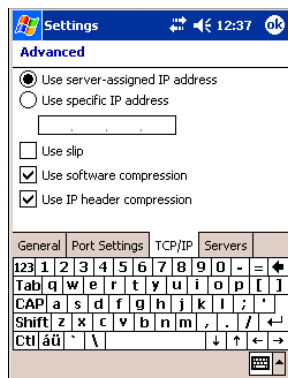 Settings 12:37 ok
Advanced
Use server-assigned IP address
Use specific IP address
. . .
Use slip
Use software compression
Use IP header compression
General Port Settings TCP/IP Servers
123 1 2 3 4 5 6 7 8 9 0 - =
Tab q w e r t y u i o p [ ]
CAP a s d f g h j k l ; '
Shift z x c v b n m , . /
Ctl áü ` \